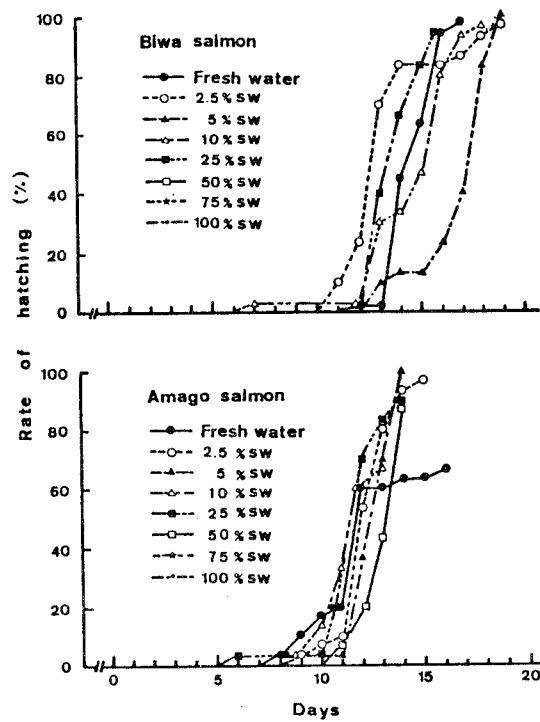 100
Biwa salmon
Fresh water
80
2.5% sw
5% sw
60
10% sw
25% sw
50% sw
40
75% sw
100% sw
20
0
Rate of hatching (%)
100
Amago salmon
80
Fresh water
2.5 % sw
5 % sw
60
10 % sw
25 % sw
50 % sw
40
75 % sw
100 % sw
20
0
0 5 10 15 20
Days